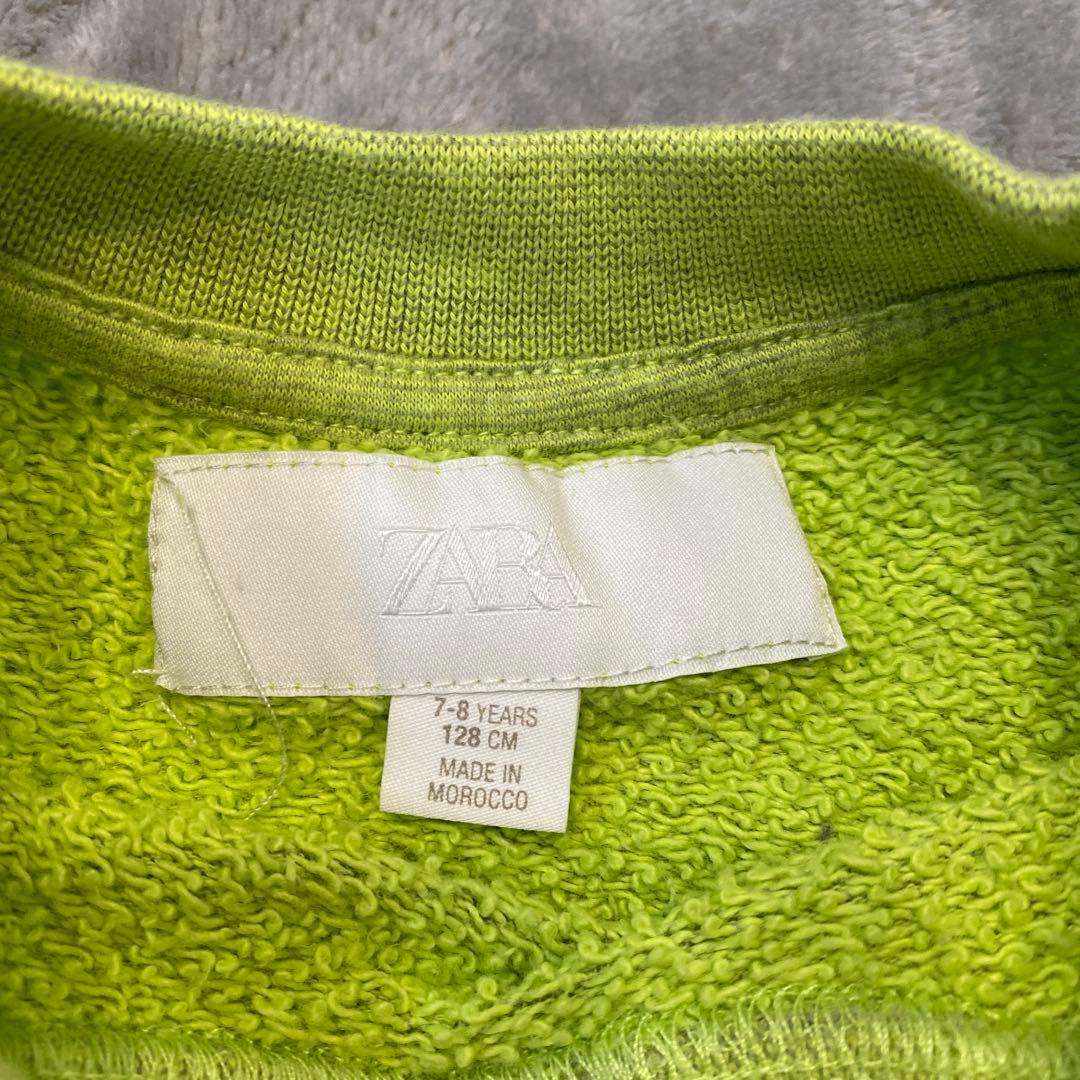 ZARA
7-8 YEARS
128 CM
MADE IN
MOROCCO